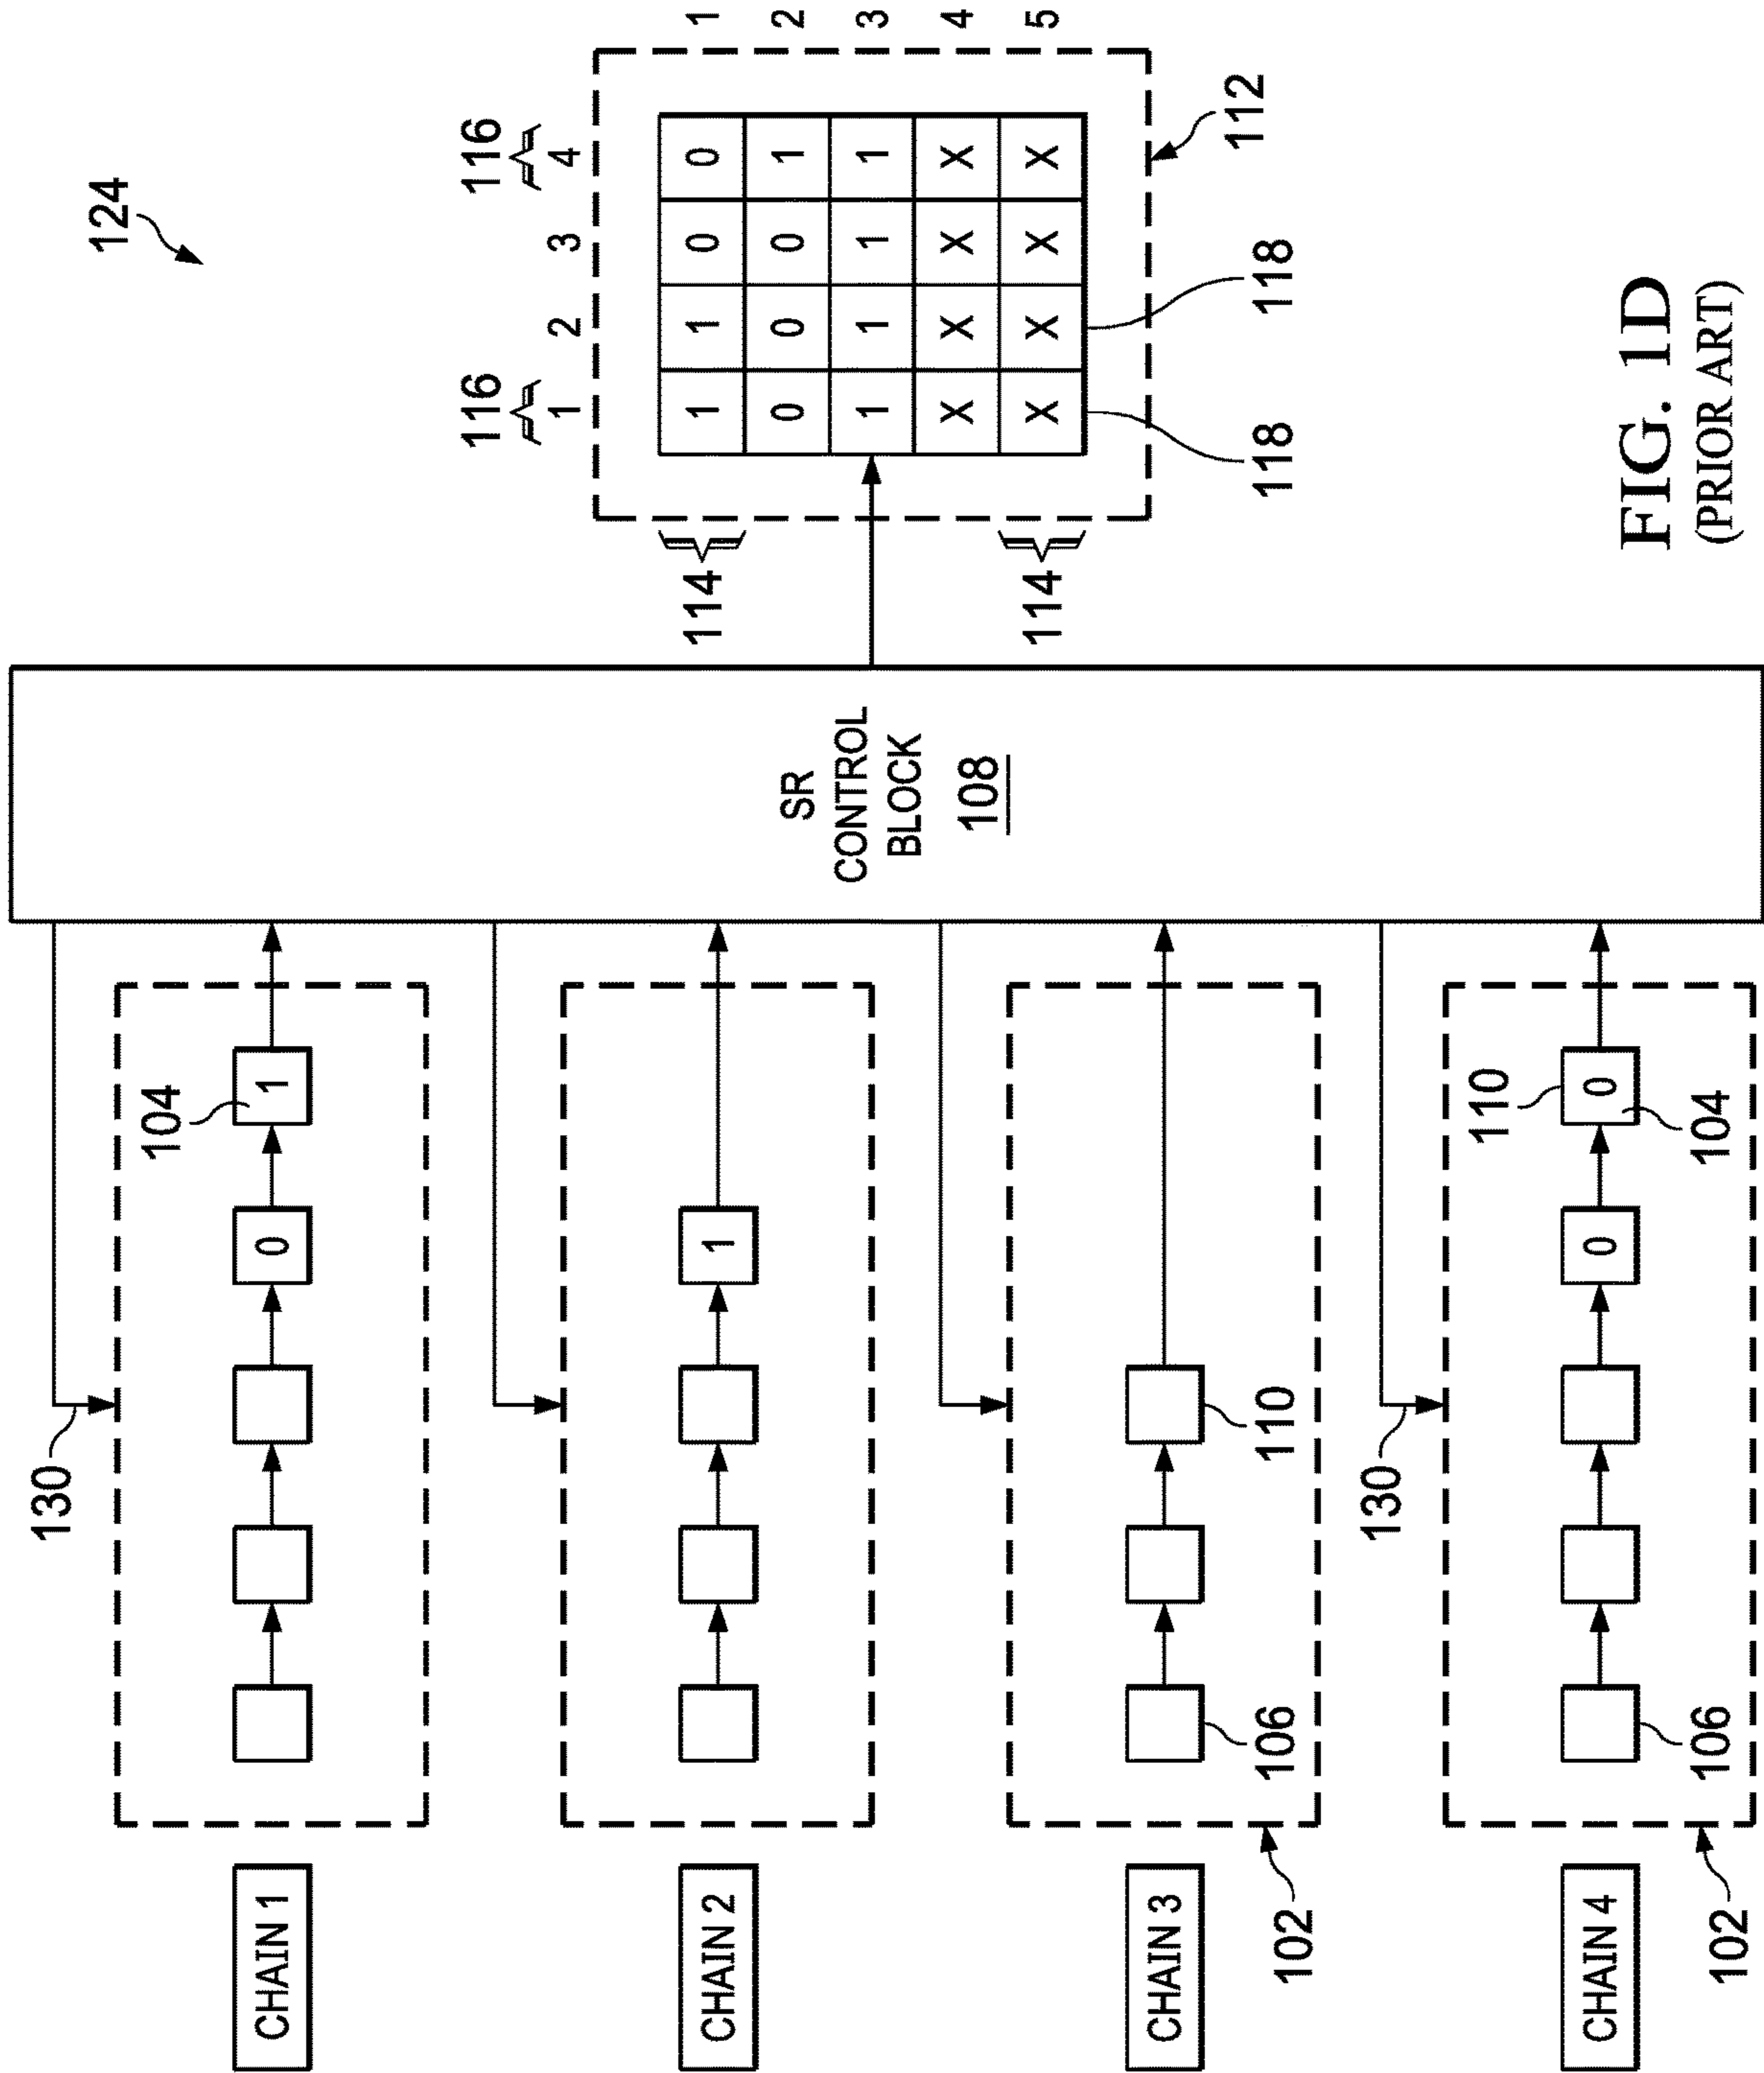 124
130
104
CHAIN 1
0 1
116 116
1 2 3 4
114
1 1 0 0 1
0 0 0 1 2
1 1 1 1 3
X X X X 4
X X X X 5
114
CHAIN 2
1
SR
CONTROL
BLOCK
108
CHAIN 3
112
118 118
106 110
102
130
110
CHAIN 4
0 0
106 104
102
FIG. 1D
(PRIOR ART)